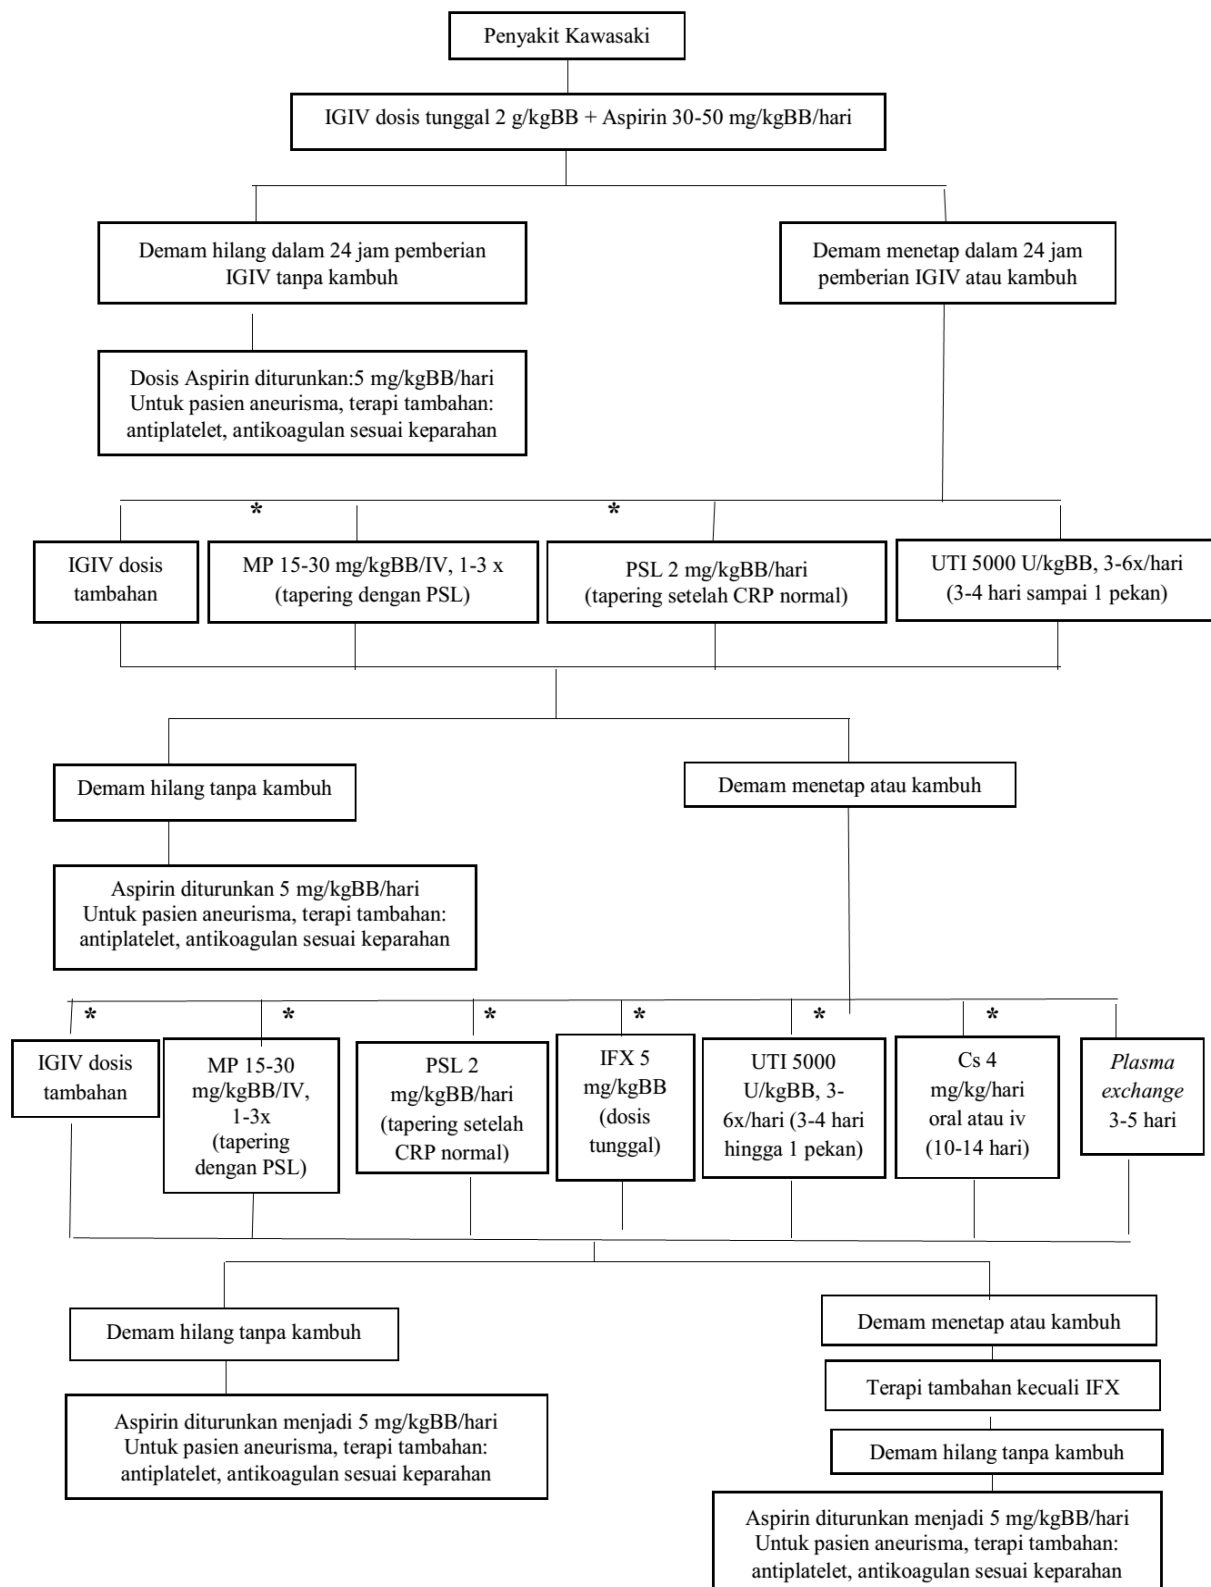 Penyakit Kawasaki
IGIV dosis tunggal 2 g/kgBB + Aspirin 30-50 mg/kgBB/hari
Demam hilang dalam 24 jam pemberian
IGIV tanpa kambuh
Demam menetap dalam 24 jam
pemberian IGIV atau kambuh
Dosis Aspirin diturunkan:5 mg/kgBB/hari
Untuk pasien aneurisma, terapi tambahan:
antiplatelet, antikoagulan sesuai keparahan
*
*
IGIV dosis
tambahan
MP 15-30 mg/kgBB/IV, 1-3 x
(tapering dengan PSL)
PSL 2 mg/kgBB/hari
(tapering setelah CRP normal)
UTI 5000 U/kgBB, 3-6x/hari
(3-4 hari sampai 1 pekan)
Demam hilang tanpa kambuh
Demam menetap atau kambuh
Aspirin diturunkan 5 mg/kgBB/hari
Untuk pasien aneurisma, terapi tambahan:
antiplatelet, antikoagulan sesuai keparahan
*
*
*
*
*
*
IGIV dosis
tambahan
MP 15-30
mg/kgBB/IV,
1-3x
(tapering
dengan PSL)
PSL 2
mg/kgBB/hari
(tapering setelah
CRP normal)
IFX 5
mg/kgBB
(dosis
tunggal)
UTI 5000
U/kgBB, 3-
6x/hari (3-4 hari
hingga 1 pekan)
Cs 4
mg/kg/hari
oral atau iv
(10-14 hari)
Plasma
exchange
3-5 hari
Demam hilang tanpa kambuh
Demam menetap atau kambuh
Terapi tambahan kecuali IFX
Aspirin diturunkan menjadi 5 mg/kgBB/hari
Untuk pasien aneurisma, terapi tambahan:
antiplatelet, antikoagulan sesuai keparahan
Demam hilang tanpa kambuh
Aspirin diturunkan menjadi 5 mg/kgBB/hari
Untuk pasien aneurisma, terapi tambahan:
antiplatelet, antikoagulan sesuai keparahan